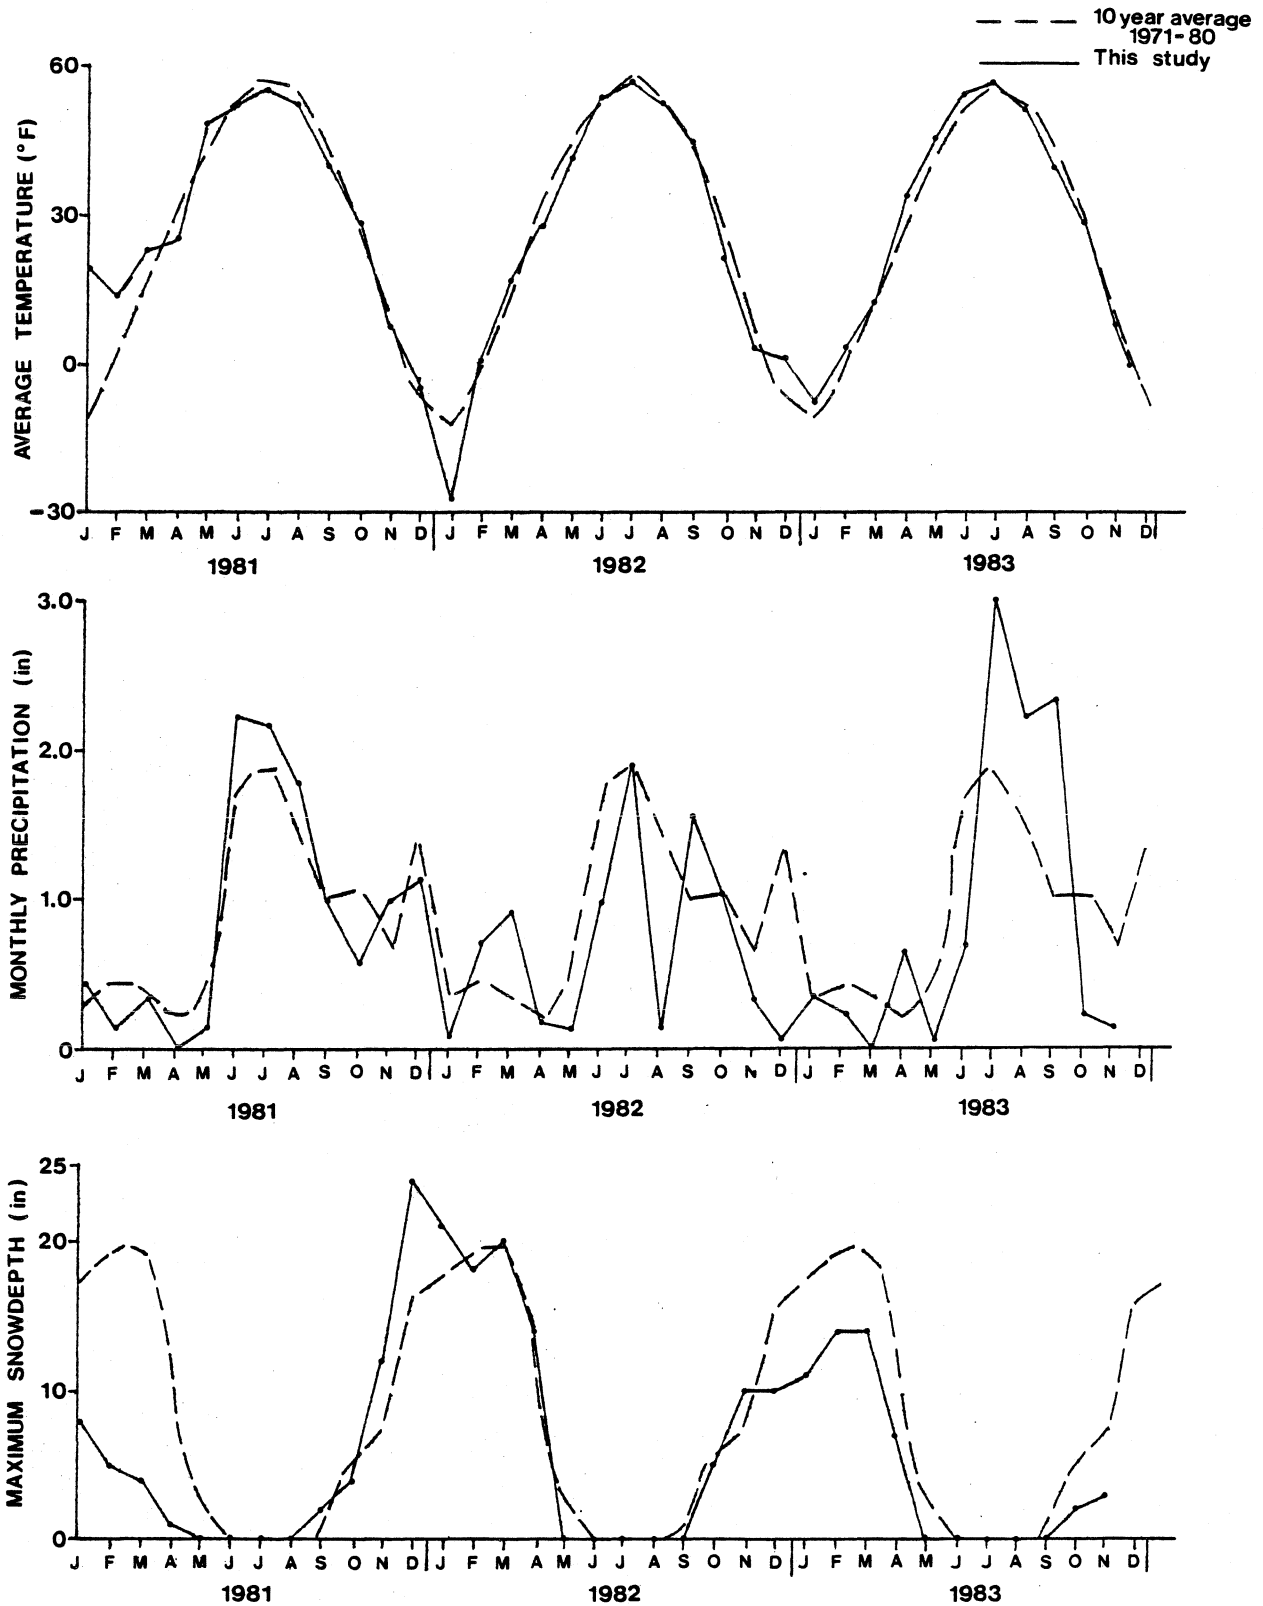 10 year average
1971-80
This study
AVERAGE TEMPERATURE (°F)
60
30
0
-30
J F M A M J J A S O N D J F M A M J J A S O N D J F M A M J J A S O N D
1981 1982 1983
MONTHLY PRECIPITATION (in)
3.0
2.0
1.0
0
J F M A M J J A S O N D J F M A M J J A S O N D J F M A M J J A S O N D
1981 1982 1983
MAXIMUM SNOWDEPTH (in)
25
20
10
0
J F M A M J J A S O N D J F M A M J J A S O N D J F M A M J J A S O N D
1981 1982 1983